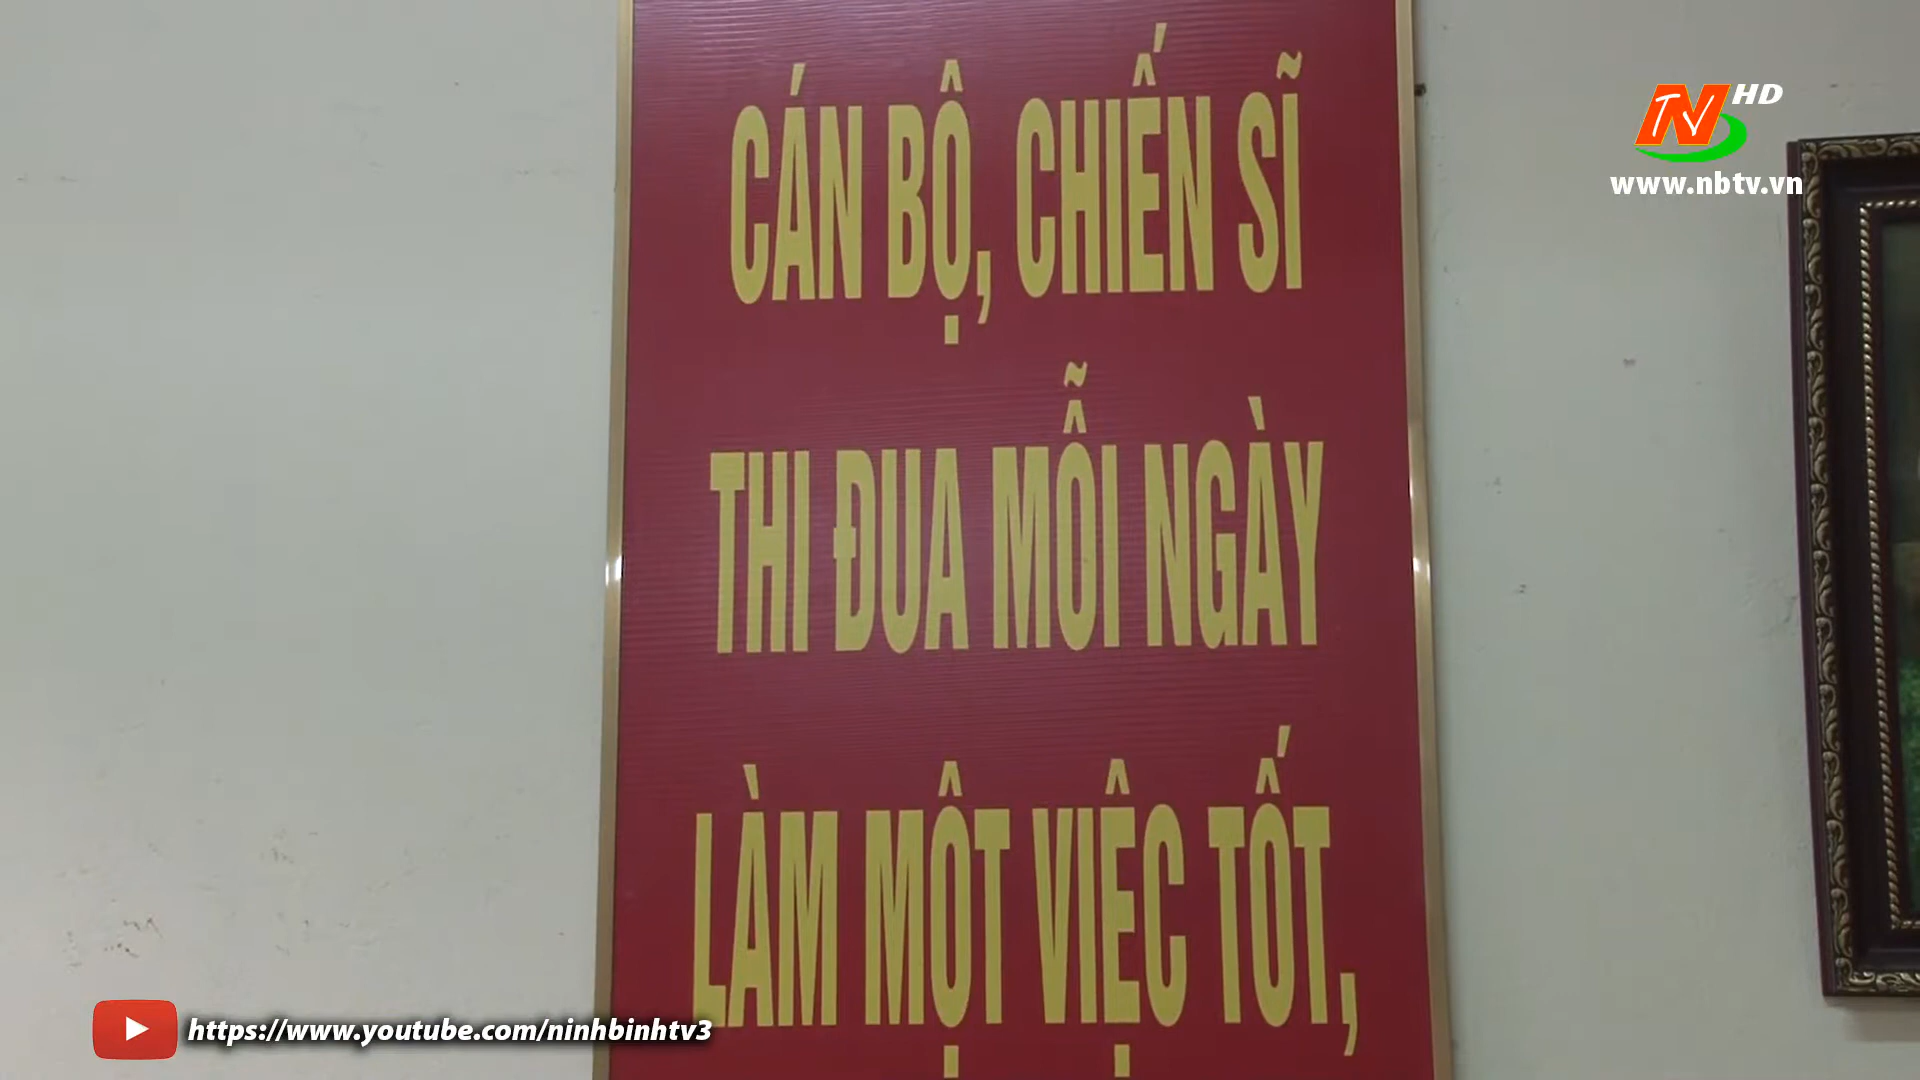 CÁN BỘ, CHIẾN SĨ
THI ĐUA MỖI NGÀY
LÀM MỘT VIỆC TỐT,
NTV HD
www.nbtv.vn
https://www.youtube.com/ninhbinhtv3